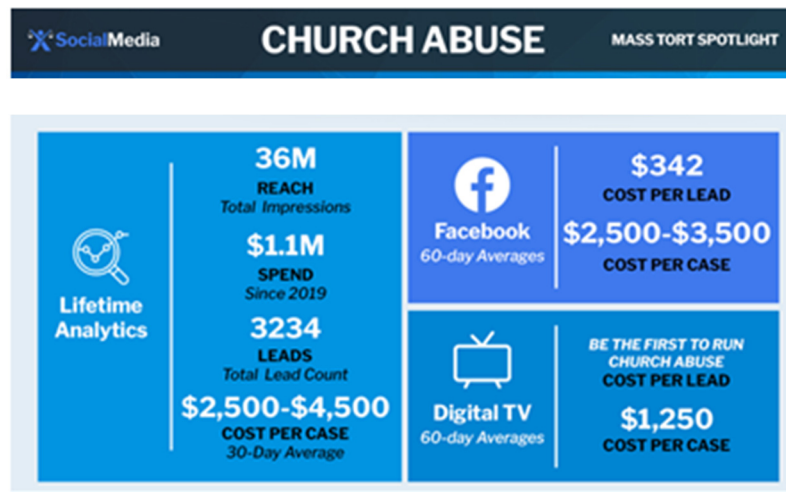 X Social Media
CHURCH ABUSE
MASS TORT SPOTLIGHT
Lifetime
Analytics
36M
REACH
Total Impressions
$1.1M
SPEND
Since 2019
3234
LEADS
Total Lead Count
$2,500-$4,500
COST PER CASE
30-Day Average
Facebook
60-day Averages
$342
COST PER LEAD
$2,500-$3,500
COST PER CASE
Digital TV
60-day Averages
BE THE FIRST TO RUN
CHURCH ABUSE
COST PER LEAD
$1,250
COST PER CASE